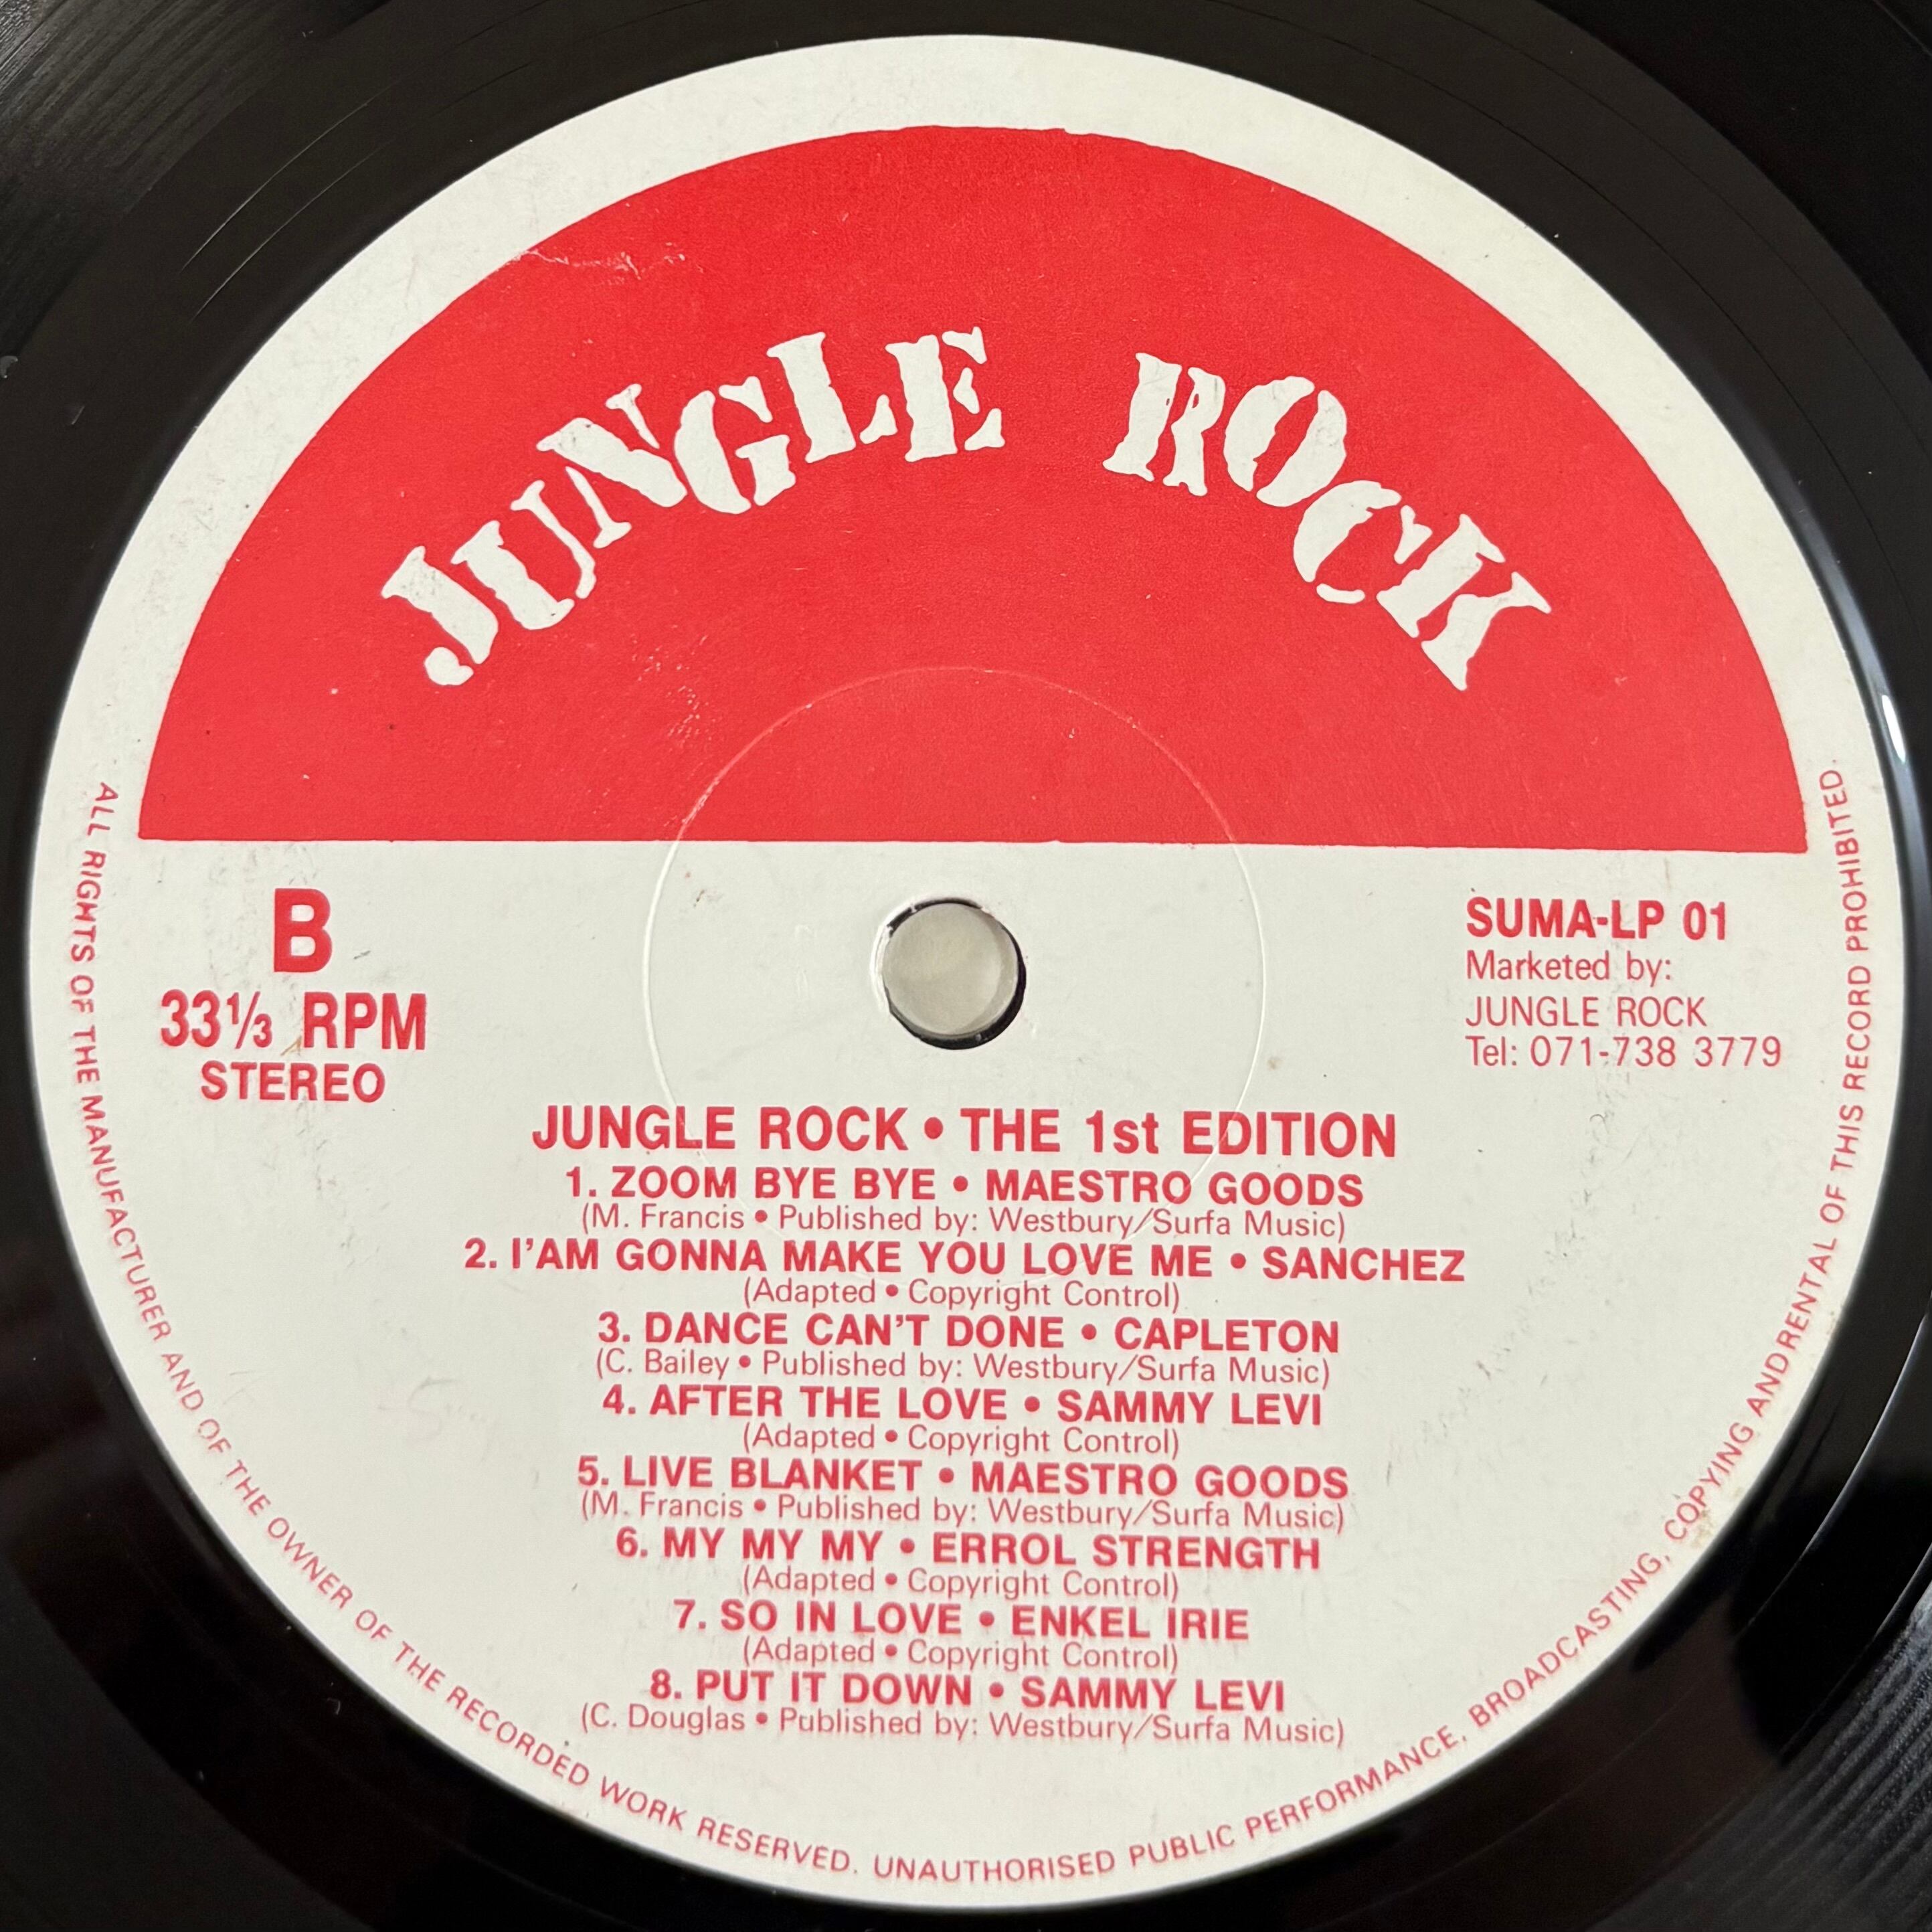 JUNGLE ROCK
B
33⅓ RPM
STEREO
SUMA-LP 01
Marketed by:
JUNGLE ROCK
Tel: 071-738 3779
JUNGLE ROCK • THE 1st EDITION
1. ZOOM BYE BYE • MAESTRO GOODS
(M. Francis • Published by: Westbury/Surfa Music)
2. I'AM GONNA MAKE YOU LOVE ME • SANCHEZ
(Adapted • Copyright Control)
3. DANCE CAN'T DONE • CAPLETON
(C. Bailey • Published by: Westbury/Surfa Music)
4. AFTER THE LOVE • SAMMY LEVI
(Adapted • Copyright Control)
5. LIVE BLANKET • MAESTRO GOODS
(M. Francis • Published by: Westbury/Surfa Music)
6. MY MY MY • ERROL STRENGTH
(Adapted • Copyright Control)
7. SO IN LOVE • ENKEL IRIE
(Adapted • Copyright Control)
8. PUT IT DOWN • SAMMY LEVI
(C. Douglas • Published by: Westbury/Surfa Music)
ALL RIGHTS OF THE MANUFACTURER AND OF THE OWNER OF THE RECORDED WORK RESERVED. UNAUTHORISED PUBLIC PERFORMANCE, BROADCASTING, COPYING ANDRENTAL OF THIS RECORD PROHIBITED.